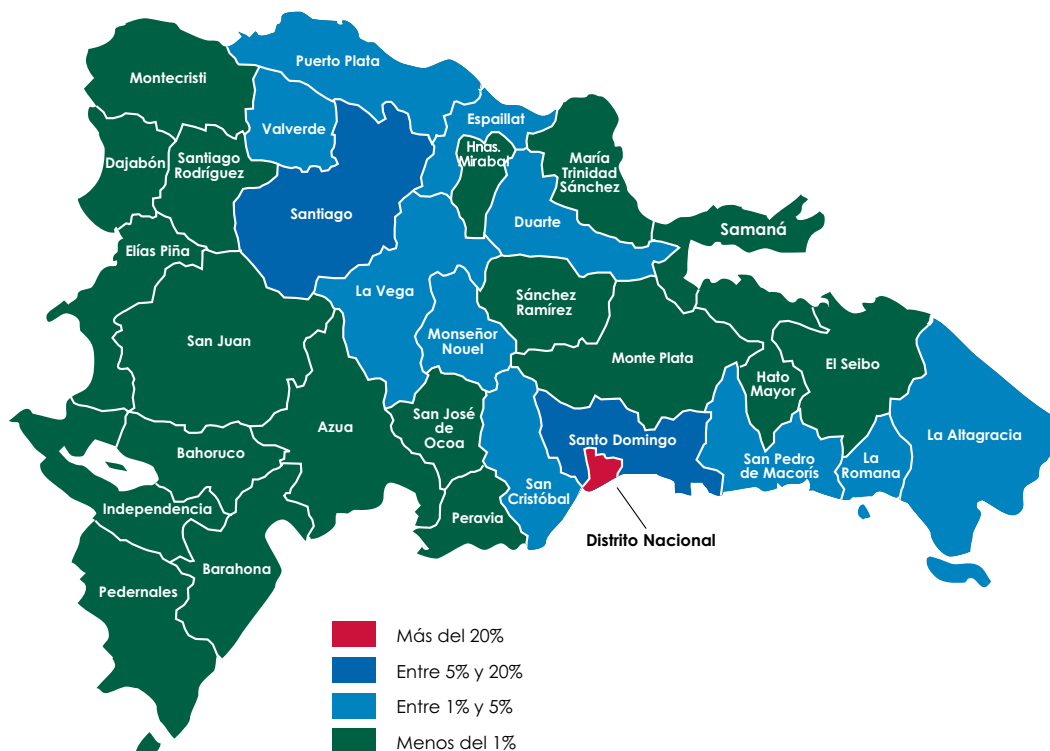 Puerto Plata
Montecristi
Espaillat
Valverde
Hnas.
Mirabal
Dajabón
Santiago
Rodríguez
María
Trinidad
Sánchez
Santiago
Duarte
Samaná
Elías Piña
La Vega
Sánchez
Ramírez
San Juan
Monseñor
Nouel
Monte Plata
El Seibo
Hato
Mayor
San José
de
Ocoa
Azua
Santo Domingo
La Altagracia
Bahoruco
San Pedro
de Macorís
La
Romana
San
Cristóbal
Independencia
Peravia
Distrito Nacional
Barahona
Pedernales
Más del 20%
Entre 5% y 20%
Entre 1% y 5%
Menos del 1%